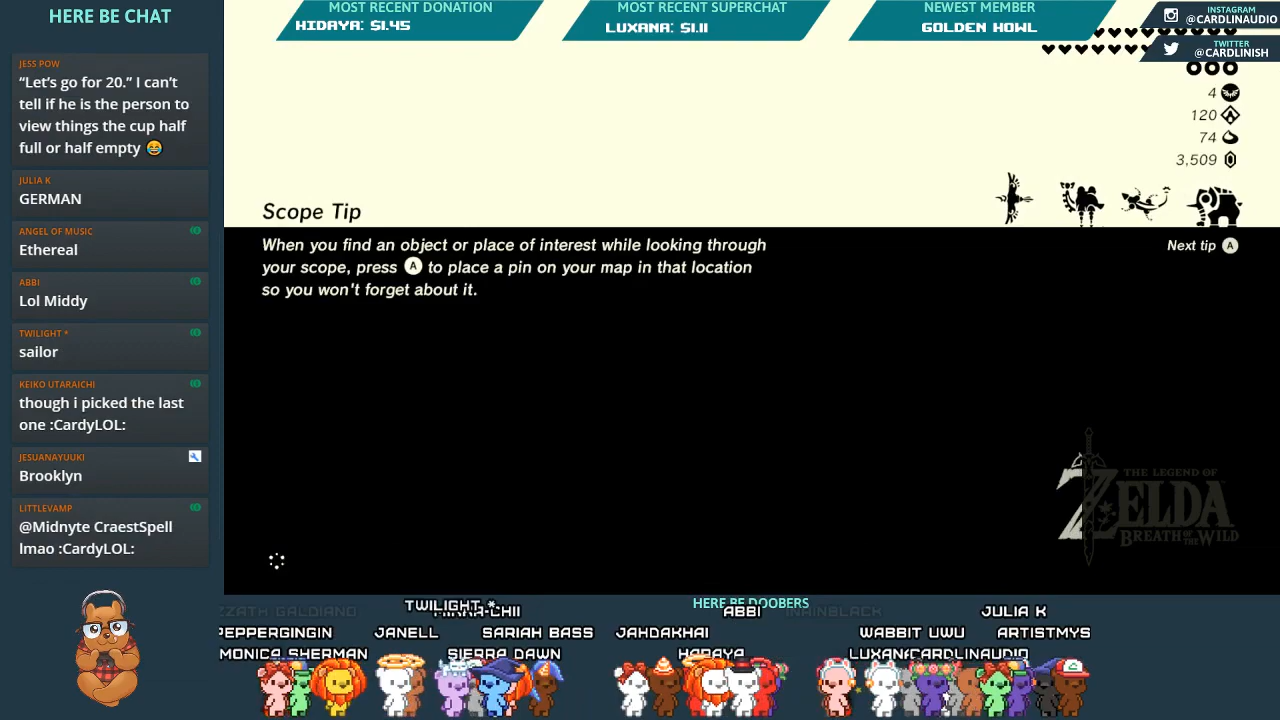 HERE BE CHAT
JESS POW
“Let’s go for 20.” I can’t
tell if he is the person to
view things the cup half
full or half empty 😂
JULIA K
GERMAN
ANGEL OF MUSIC
Ethereal
ABBI
Lol Middy
TWILIGHT *
sailor
KEIKO UTARAICHI
though i picked the last
one :CardyLOL:
JESUANAYUUKI
Brooklyn
LITTLEVAMP
@Midnyte CraestSpell
lmao :CardyLOL:
MOST RECENT DONATION
HIDAYA: $1.45
MOST RECENT SUPERCHAT
LUXANA: $1.11
NEWEST MEMBER
GOLDEN HOWL
INSTAGRAM
@CARDLINAUDIO
TWITTER
@CARDLINISH
4
120
74
3,509
Scope Tip
When you find an object or place of interest while looking through
your scope, press A to place a pin on your map in that location
so you won't forget about it.
Next tip A
THE LEGEND OF
ZELDA
BREATH OF THE WILD
HERE BE DOOBERS
GALDIANO
TWILIGHT *
ABBI
JULIA K
PEPPERGINGIN
JANELL
SARIAH BASS
JAHDAKHAI
WABBIT UWU
ARTISTMYS
MONICA SHERMAN
SIERRA DAWN
CARDLINAUDIO